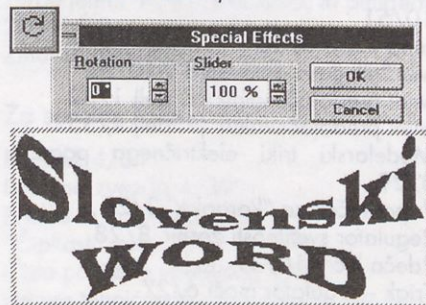 Special Effects
Rotation
Slider
0°
100 %
OK
Cancel
Slovenski
WORD